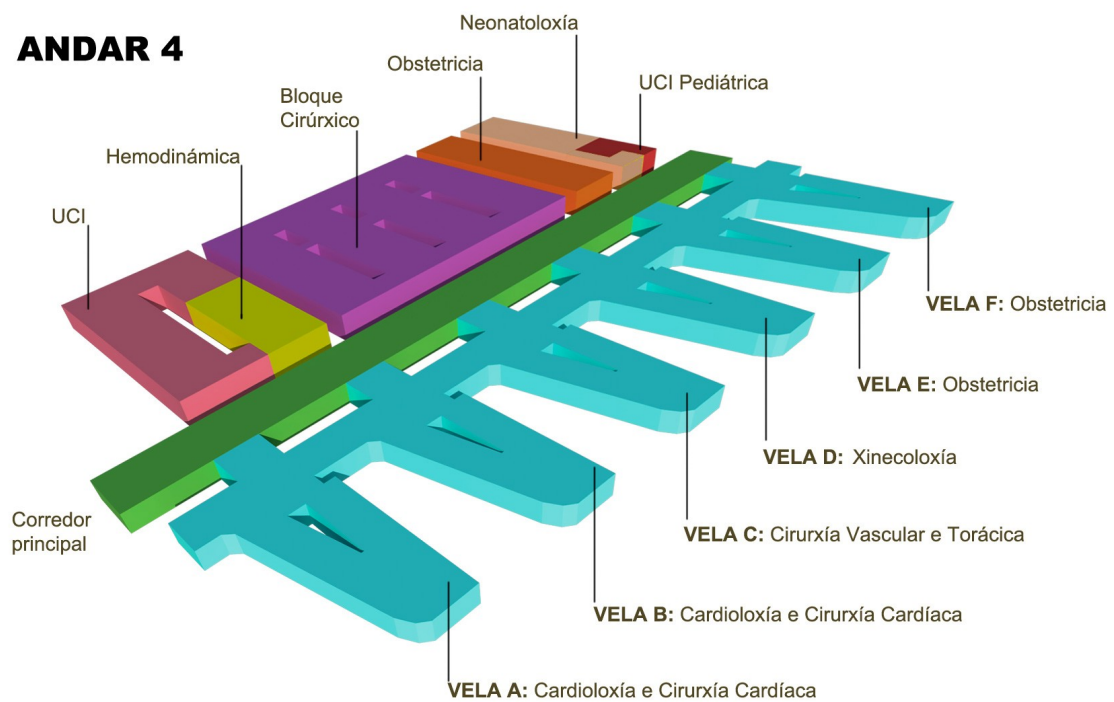 ANDAR 4
Neonatoloxía
Obstetricia
UCI Pediátrica
Bloque
Cirúrxico
Hemodinámica
UCI
VELA F: Obstetricia
VELA E: Obstetricia
VELA D: Xinecoloxía
Corredor
principal
VELA C: Cirurxía Vascular e Torácica
VELA B: Cardioloxía e Cirurxía Cardíaca
VELA A: Cardioloxía e Cirurxía Cardíaca